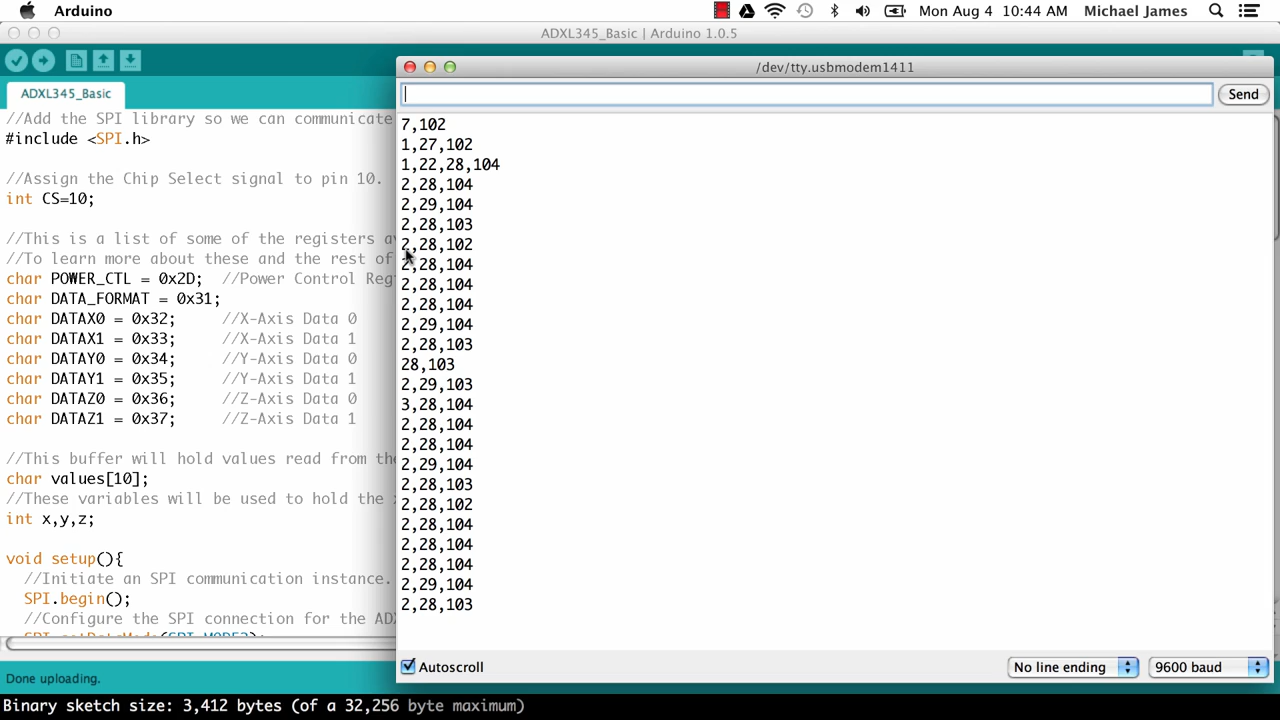 Arduino
Mon Aug 4 10:44 AM Michael James
ADXL345_Basic | Arduino 1.0.5
ADXL345_Basic
//Add the SPI library so we can communicate
#include <SPI.h>
//Assign the Chip Select signal to pin 10.
int CS=10;
//This is a list of some of the registers av
//To learn more about these and the rest of
char POWER_CTL = 0x2D; //Power Control Reg
char DATA_FORMAT = 0x31;
char DATAX0 = 0x32; //X-Axis Data 0
char DATAX1 = 0x33; //X-Axis Data 1
char DATAY0 = 0x34; //Y-Axis Data 0
char DATAY1 = 0x35; //Y-Axis Data 1
char DATAZ0 = 0x36; //Z-Axis Data 0
char DATAZ1 = 0x37; //Z-Axis Data 1
//This buffer will hold values read from the
char values[10];
//These variables will be used to hold the x
int x,y,z;
void setup(){
//Initiate an SPI communication instance.
SPI.begin();
//Configure the SPI connection for the ADX
SPI.setDataMode(SPI_MODE3);
Done uploading.
Binary sketch size: 3,412 bytes (of a 32,256 byte maximum)
/dev/tty.usbmodem1411
Send
7,102
1,27,102
1,22,28,104
2,28,104
2,29,104
2,28,103
2,28,102
2,28,104
2,28,104
2,28,104
2,29,104
2,28,103
28,103
2,29,103
3,28,104
2,28,104
2,28,104
2,29,104
2,28,103
2,28,102
2,28,104
2,28,104
2,28,104
2,29,104
2,28,103
Autoscroll
No line ending
9600 baud